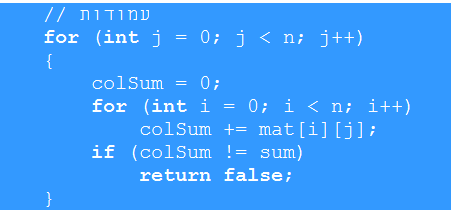 // עמודות
for (int j = 0; j < n; j++)
{
    colSum = 0;
    for (int i = 0; i < n; i++)
        colSum += mat[i][j];
    if (colSum != sum)
        return false;
}